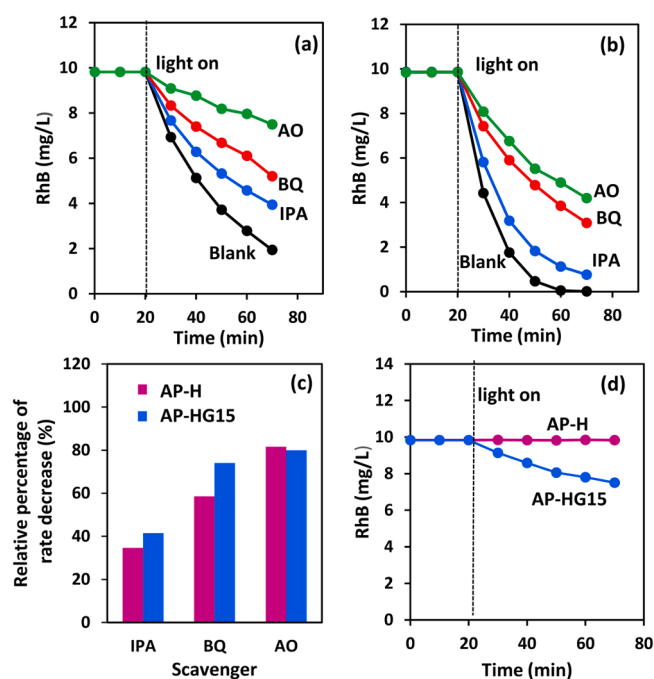 (a)
light on
AO
BQ
IPA
Blank
RhB (mg/L)
12
10
8
6
4
2
0
0 20 40 60 80
Time (min)
(b)
light on
AO
BQ
IPA
Blank
RhB (mg/L)
12
10
8
6
4
2
0
0 20 40 60 80
Time (min)
(c)
AP-H
AP-HG15
Relative percentage of
rate decrease (%)
120
100
80
60
40
20
0
IPA BQ AO
Scavenger
(d)
light on
AP-H
AP-HG15
RhB (mg/L)
14
12
10
8
6
4
2
0
0 20 40 60 80
Time (min)